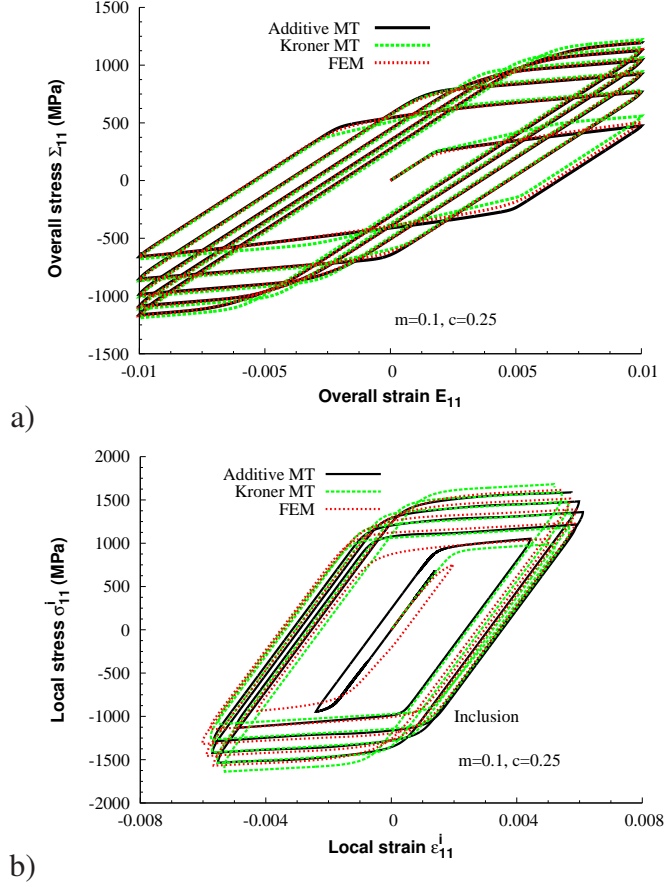 Additive MT
Kroner MT
FEM
1500
1000
500
0
-500
-1000
-1500
Overall stress Σ11 (MPa)
m=0.1, c=0.25
-0.01
-0.005
0
0.005
0.01
Overall strain E11
a)
Additive MT
Kroner MT
FEM
2000
1500
1000
500
0
-500
-1000
-1500
-2000
Local stress σ11^i (MPa)
Inclusion
m=0.1, c=0.25
-0.008
-0.004
0
0.004
0.008
Local strain ε11^i
b)